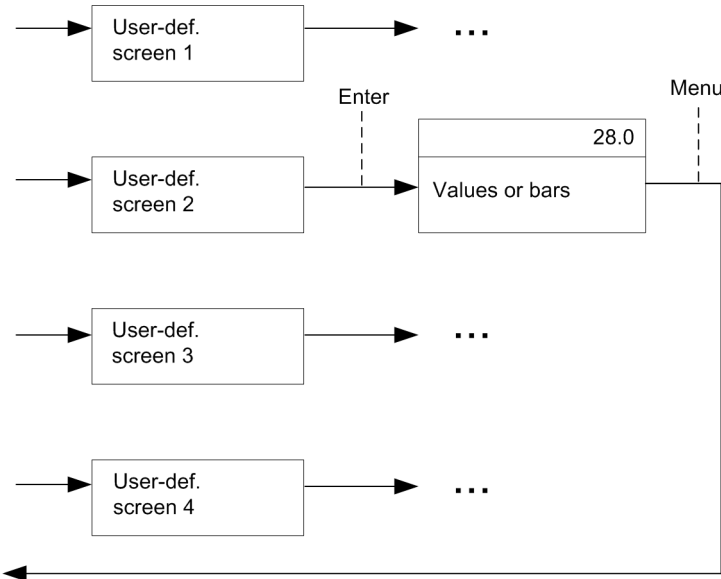 User-def.
screen 1
...
Enter
Menu
28.0
User-def.
screen 2
Values or bars
User-def.
screen 3
...
User-def.
screen 4
...